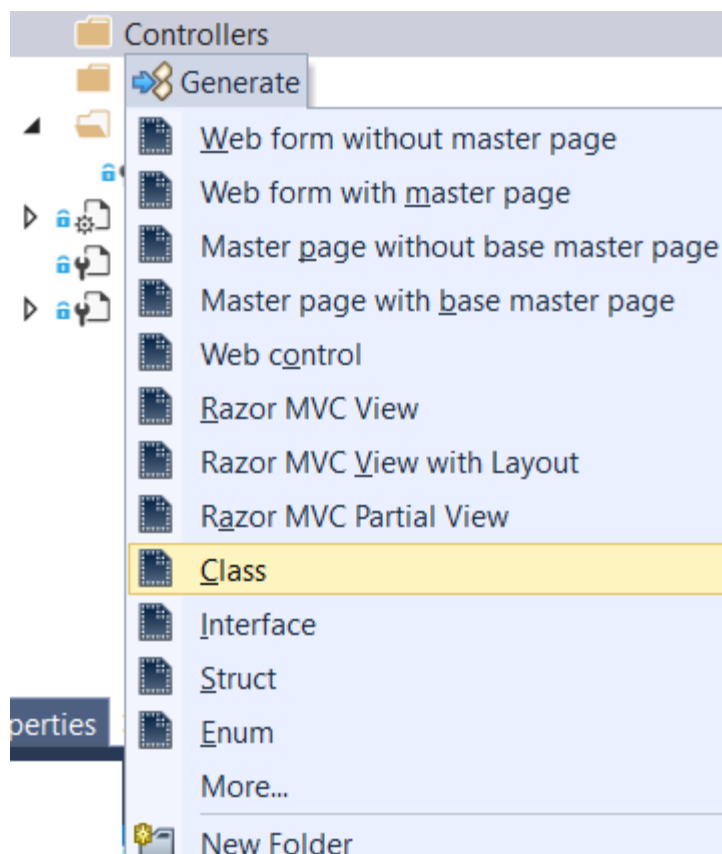 Controllers
Generate
Web form without master page
Web form with master page
Master page without base master page
Master page with base master page
Web control
Razor MVC View
Razor MVC View with Layout
Razor MVC Partial View
Class
Interface
Struct
perties
Enum
More...
New Folder